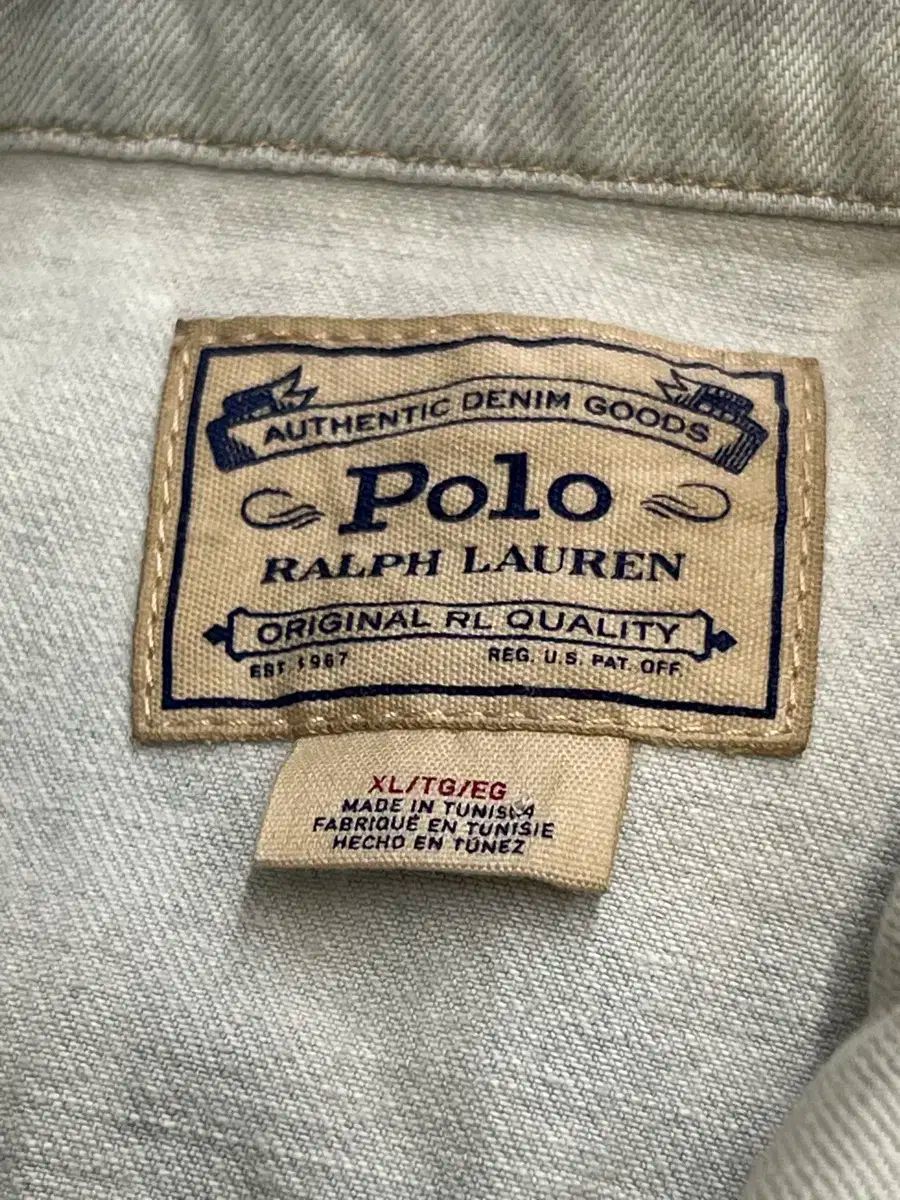 AUTHENTIC DENIM GOODS
Polo
RALPH LAUREN
ORIGINAL RL QUALITY
EST 1967 REG. U.S. PAT. OFF.
XL/TG/EG
MADE IN TUNISIA
FABRIQUÉ EN TUNISIE
HECHO EN TÚNEZ